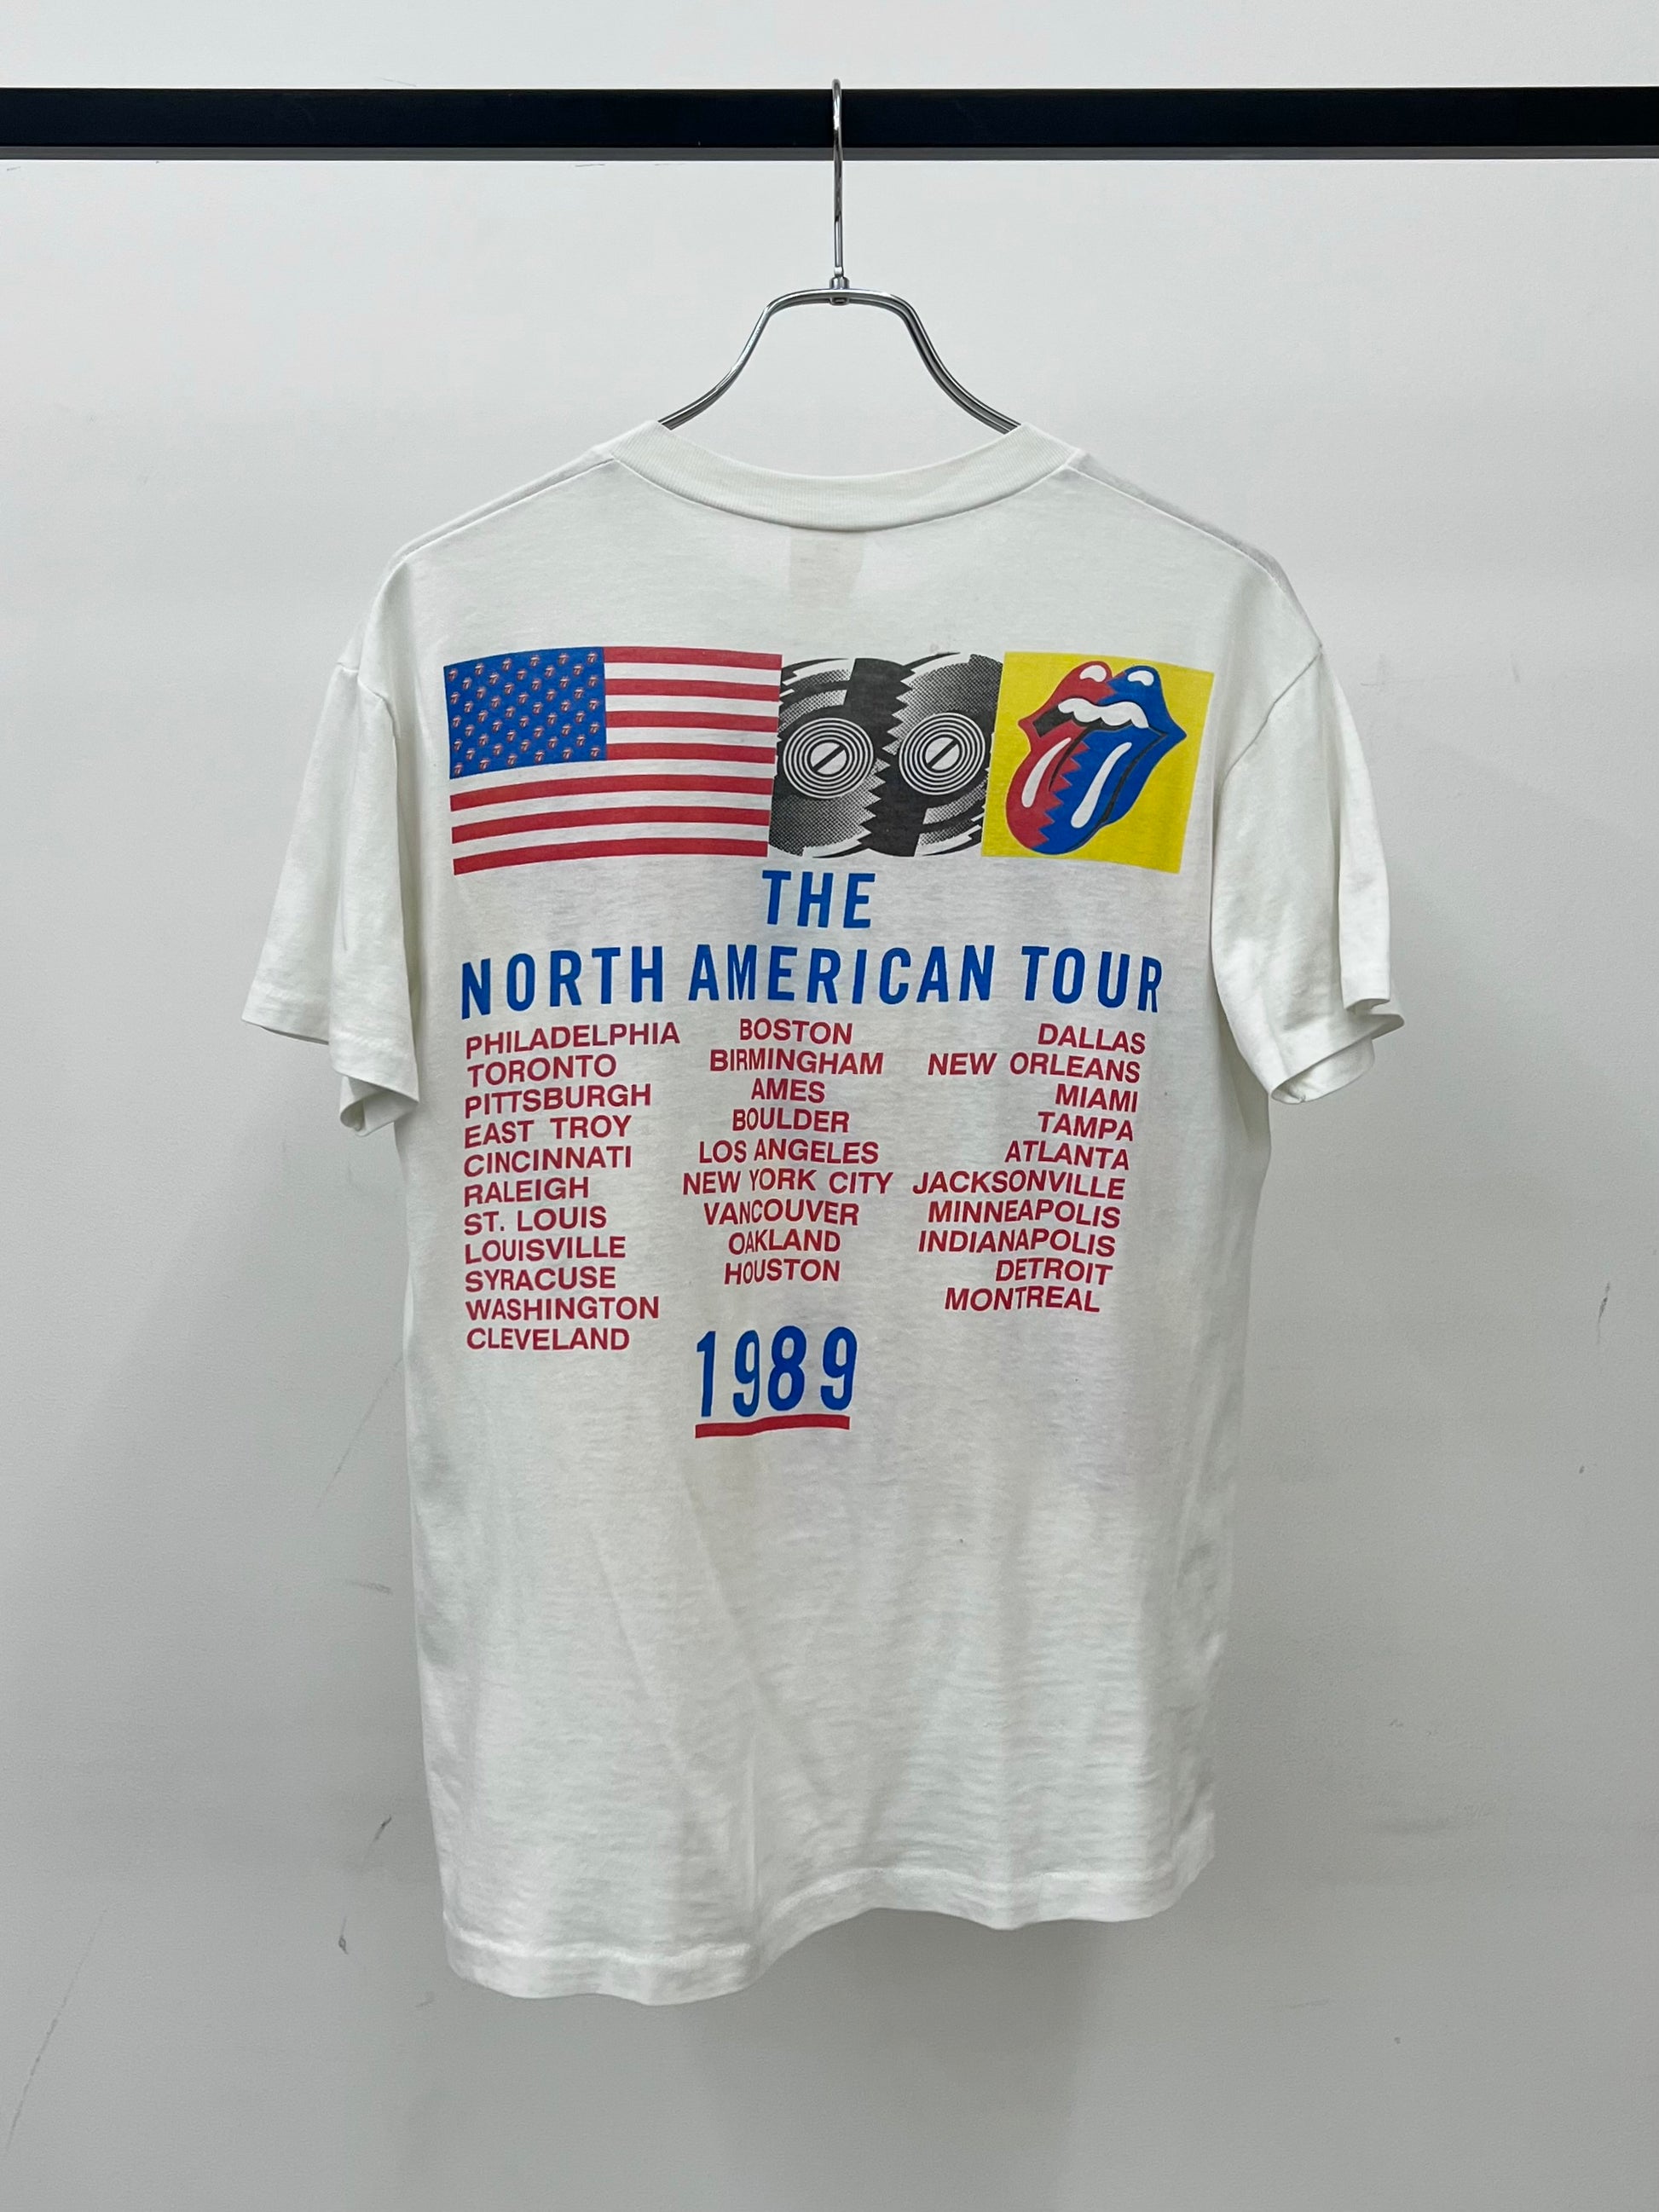 THE
NORTH AMERICAN TOUR
PHILADELPHIA
TORONTO
PITTSBURGH
EAST TROY
CINCINNATI
RALEIGH
ST. LOUIS
LOUISVILLE
SYRACUSE
WASHINGTON
CLEVELAND
BOSTON
BIRMINGHAM
AMES
BOULDER
LOS ANGELES
NEW YORK CITY
VANCOUVER
OAKLAND
HOUSTON
DALLAS
NEW ORLEANS
MIAMI
TAMPA
ATLANTA
JACKSONVILLE
MINNEAPOLIS
INDIANAPOLIS
DETROIT
MONTREAL
1989